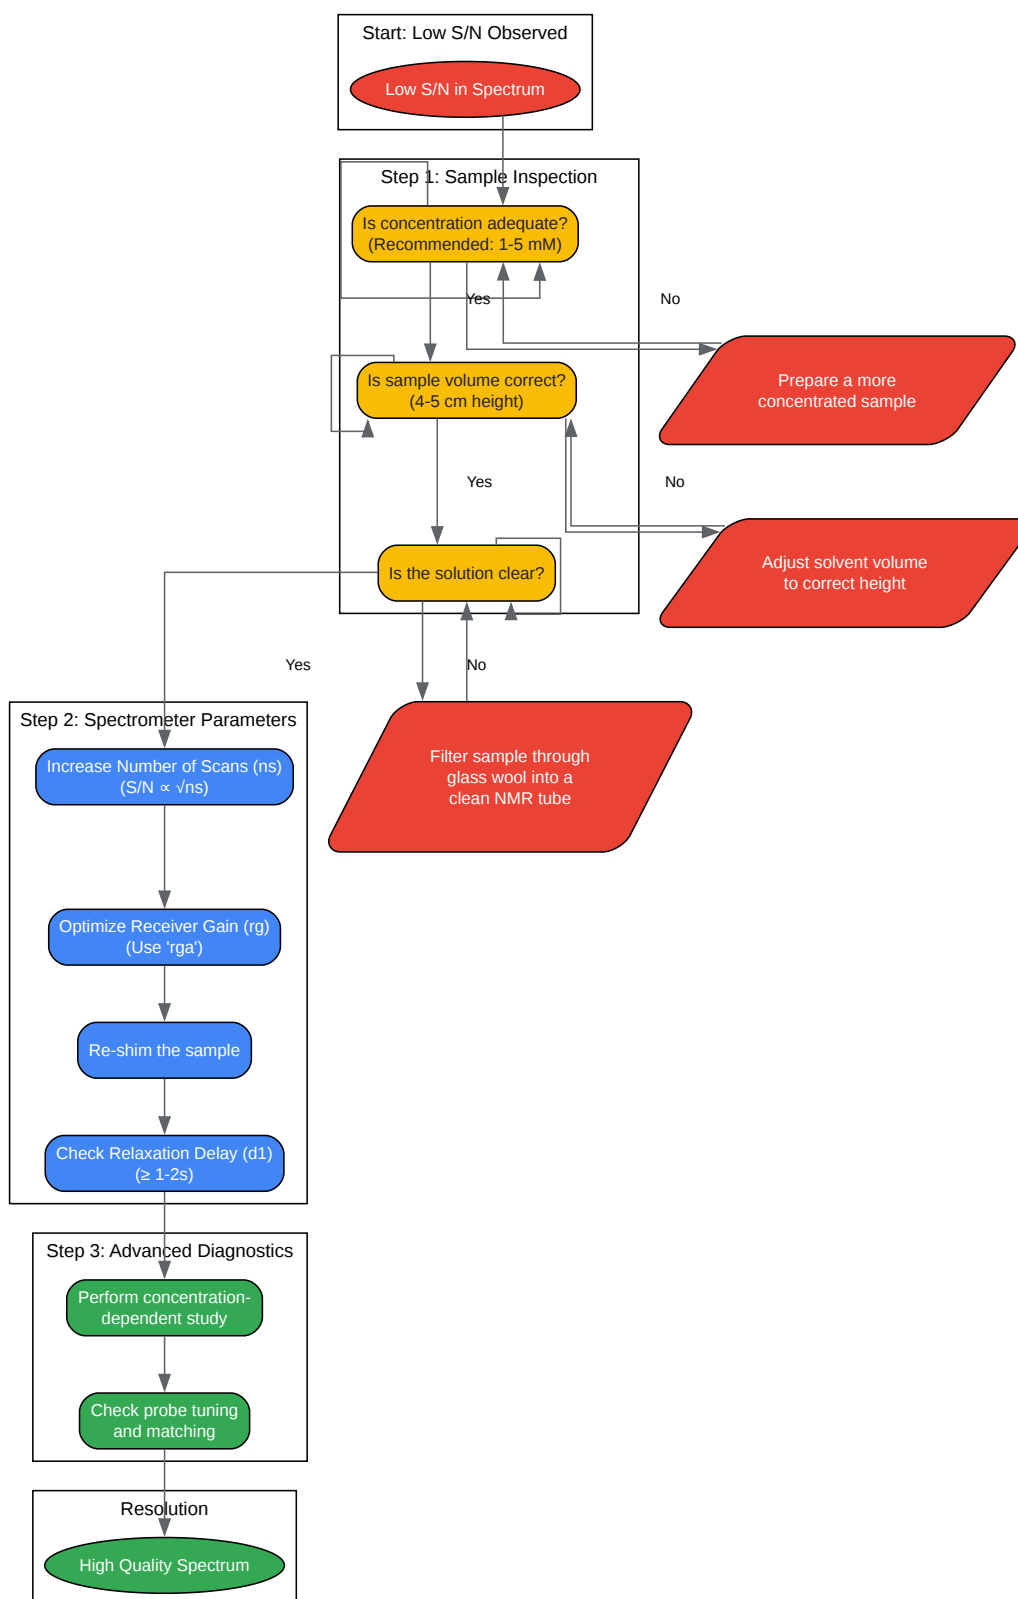 Start: Low S/N Observed
Low S/N in Spectrum
Step 1: Sample Inspection
Is concentration adequate?
(Recommended: 1-5 mM)
Yes
No
Prepare a more
concentrated sample
Is sample volume correct?
(4-5 cm height)
Yes
No
Adjust solvent volume
to correct height
Is the solution clear?
Yes
No
Filter sample through
glass wool into a
clean NMR tube
Step 2: Spectrometer Parameters
Increase Number of Scans (ns)
(S/N ∝ √ns)
Optimize Receiver Gain (rg)
(Use 'rga')
Re-shim the sample
Check Relaxation Delay (d1)
(≥ 1-2s)
Step 3: Advanced Diagnostics
Perform concentration-
dependent study
Check probe tuning
and matching
Resolution
High Quality Spectrum